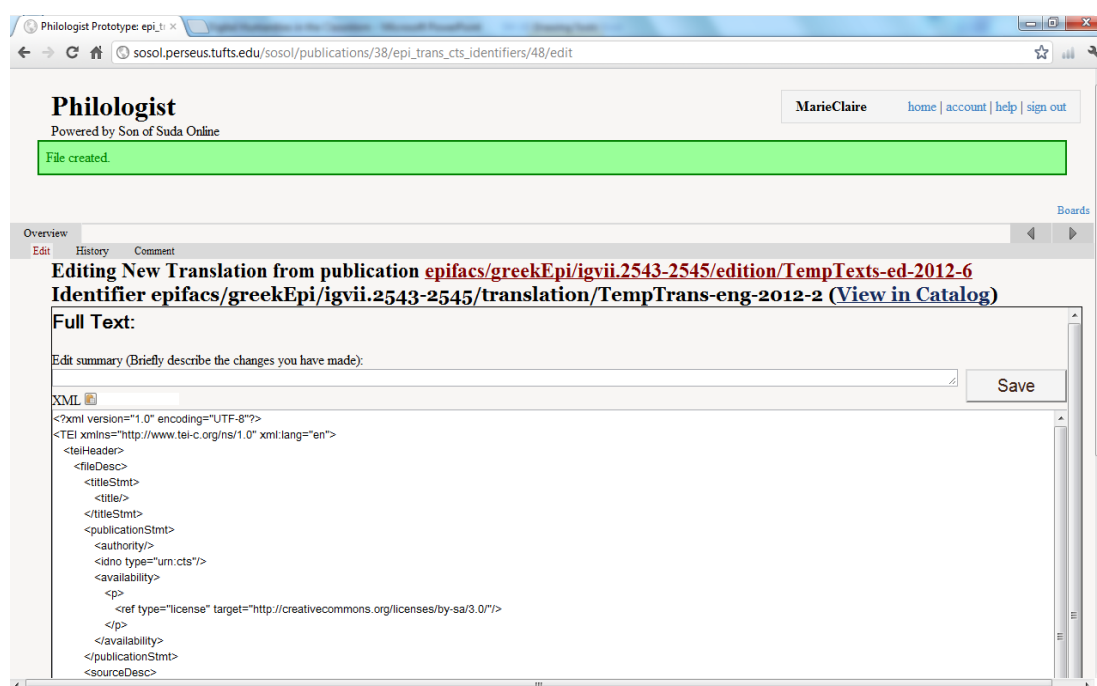 Philologist Prototype: epi_t
sosol.perseus.tufts.edu/sosol/publications/38/epi_trans_cts_identifiers/48/edit
Philologist
MarieClaire home | account | help | sign out
Powered by Son of Suda Online
File created.
Boards
Overview
Edit History Comment
Editing New Translation from publication epifacs/greekEpi/igvii.2543-2545/edition/TempTexts-ed-2012-6
Identifier epifacs/greekEpi/igvii.2543-2545/translation/TempTrans-eng-2012-2 (View in Catalog)
Full Text:
Edit summary (Briefly describe the changes you have made):
Save
XML
<?xml version="1.0" encoding="UTF-8"?>
<TEI xmlns="http://www.tei-c.org/ns/1.0" xml:lang="en">
<teiHeader>
<fileDesc>
<titleStmt>
<title/>
</titleStmt>
<publicationStmt>
<authority/>
<idno type="urn:cts"/>
<availability>
<p>
<ref type="license" target="http://creativecommons.org/licenses/by-sa/3.0/"/>
</p>
</availability>
</publicationStmt>
<sourceDesc>